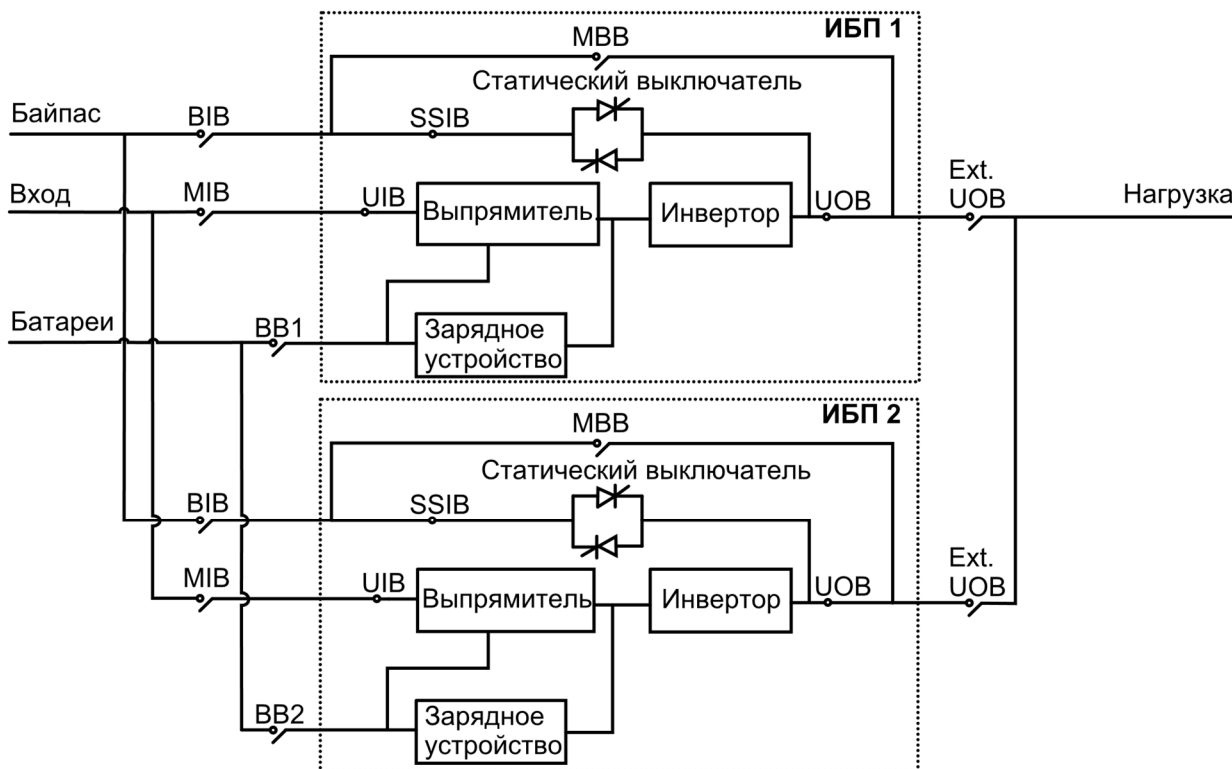 ИБП 1
MBB
Статический выключатель
Байпас
BIB
SSIB
Вход
MIB
UIB
Выпрямитель
Инвертор
UOB
Ext.
UOB
Нагрузка
Батареи
BB1
Зарядное
устройство
ИБП 2
MBB
Статический выключатель
BIB
SSIB
MIB
UIB
Выпрямитель
Инвертор
UOB
Ext.
UOB
BB2
Зарядное
устройство